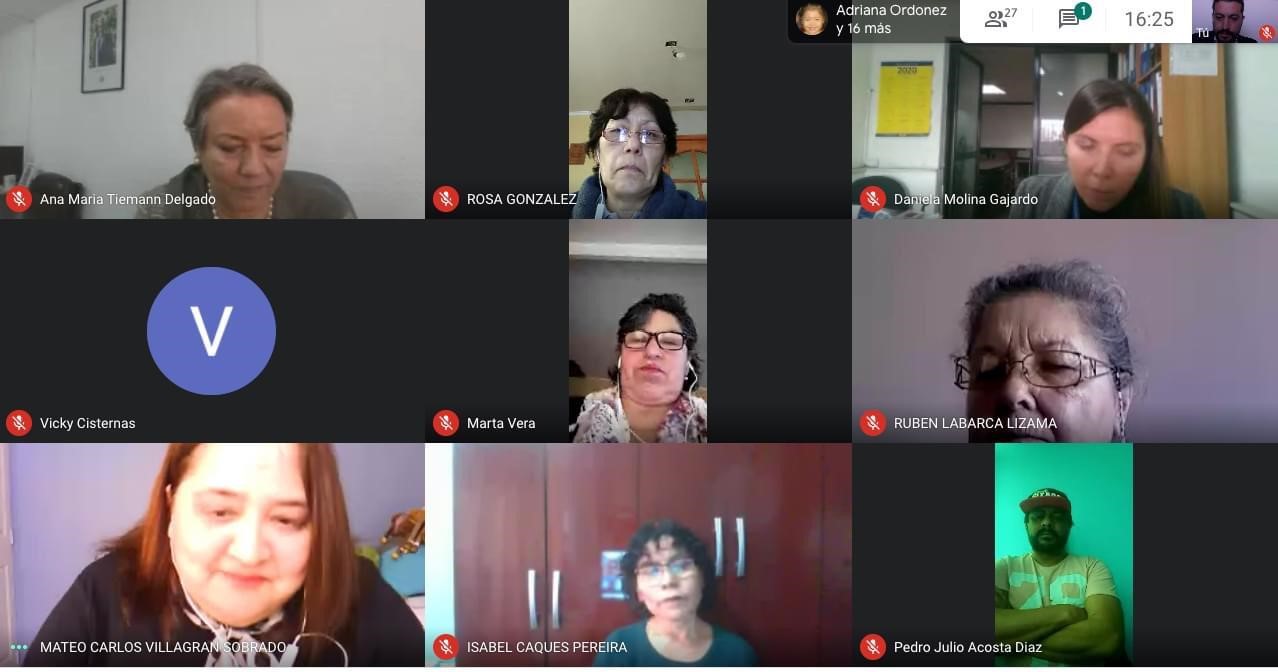 Adriana Ordonez
y 16 más
27
1
16:25
Tú
2020
Ana Maria Tiemann Delgado
ROSA GONZALEZ
Daniela Molina Gajardo
V
Vicky Cisternas
Marta Vera
RUBEN LABARCA LIZAMA
MATEO CARLOS VILLAGRAN SOBRADO
ISABEL CAQUES PEREIRA
Pedro Julio Acosta Diaz